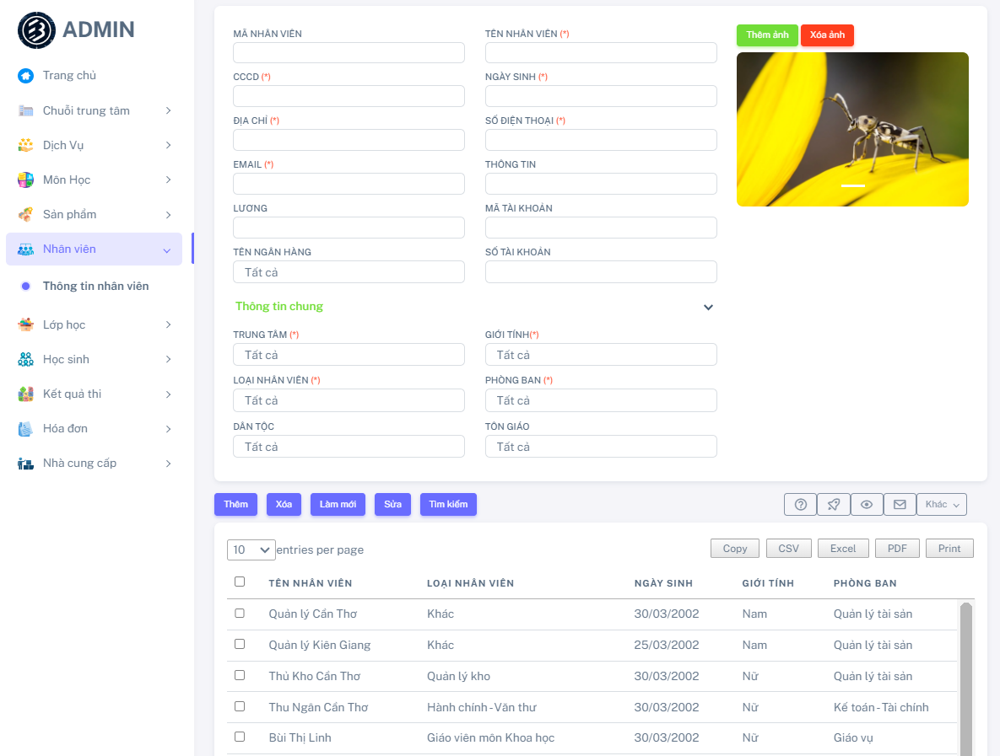 ADMIN
Trang chủ
Chuỗi trung tâm
Dịch Vụ
Môn Học
Sản phẩm
Nhân viên
Thông tin nhân viên
Lớp học
Học sinh
Kết quả thi
Hóa đơn
Nhà cung cấp
MÃ NHÂN VIÊN
TÊN NHÂN VIÊN (*)
CCCD (*)
NGÀY SINH (*)
ĐỊA CHỈ (*)
SỐ ĐIỆN THOẠI (*)
EMAIL (*)
THÔNG TIN
LƯƠNG
MÃ TÀI KHOẢN
TÊN NGÂN HÀNG
SỐ TÀI KHOẢN
Tất cả
Thông tin chung
TRUNG TÂM (*)
GIỚI TÍNH(*)
Tất cả
Tất cả
LOẠI NHÂN VIÊN (*)
PHÒNG BAN (*)
Tất cả
Tất cả
DÂN TỘC
TÔN GIÁO
Tất cả
Tất cả
Thêm ảnh
Xóa ảnh
Thêm
Xóa
Làm mới
Sửa
Tìm kiếm
Khác
10 entries per page
Copy
CSV
Excel
PDF
Print
TÊN NHÂN VIÊN LOẠI NHÂN VIÊN NGÀY SINH GIỚI TÍNH PHÒNG BAN
Quản lý Cần Thơ Khác 30/03/2002 Nam Quản lý tài sản
Quản lý Kiên Giang Khác 25/03/2002 Nam Quản lý tài sản
Thủ Kho Cần Thơ Quản lý kho 30/03/2002 Nữ Quản lý tài sản
Thu Ngân Cần Thơ Hành chính - Văn thư 30/03/2002 Nữ Kế toán - Tài chính
Bùi Thị Linh Giáo viên môn Khoa học 30/03/2002 Nữ Giáo vụ